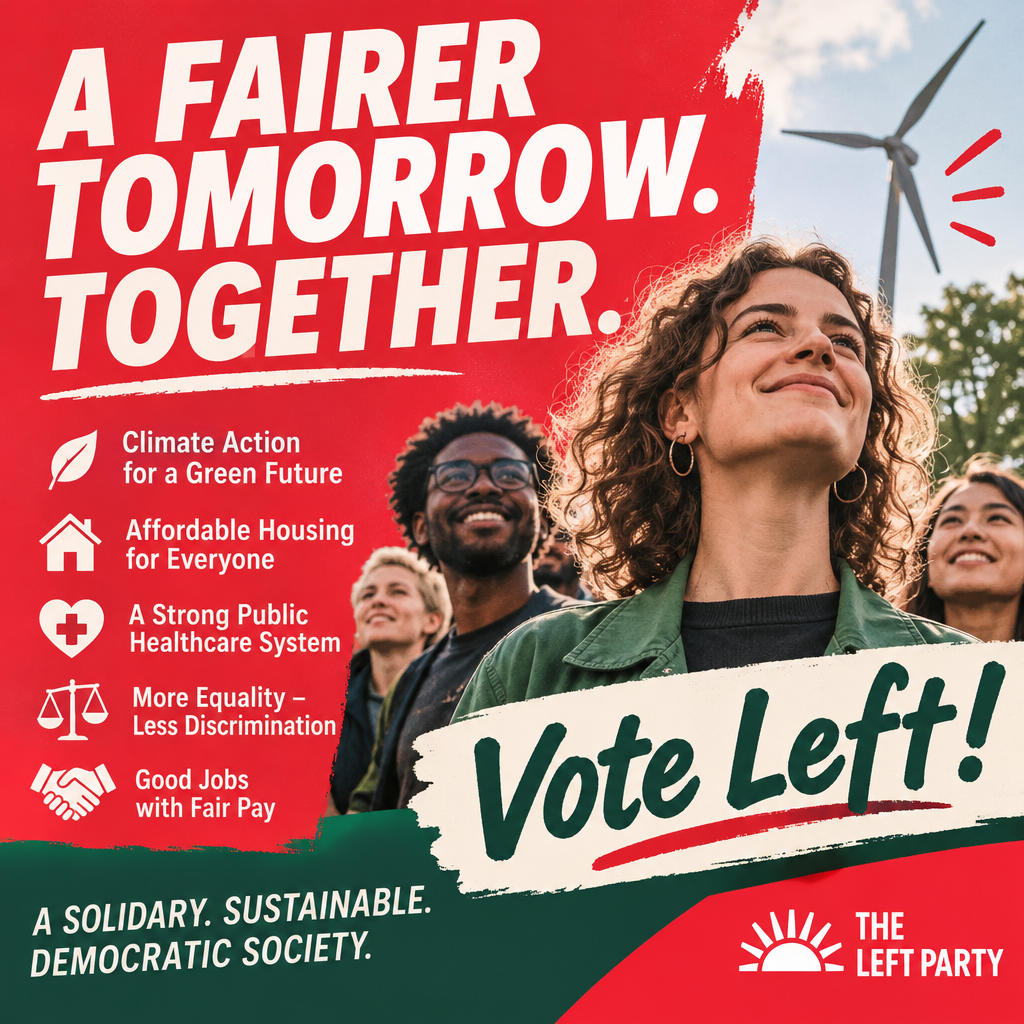 A FAIRER
TOMORROW.
TOGETHER.
Climate Action
for a Green Future
Affordable Housing
for Everyone
A Strong Public
Healthcare System
More Equality –
Less Discrimination
Good Jobs
with Fair Pay
Vote Left!
A SOLIDARY. SUSTAINABLE.
DEMOCRATIC SOCIETY.
THE
LEFT PARTY